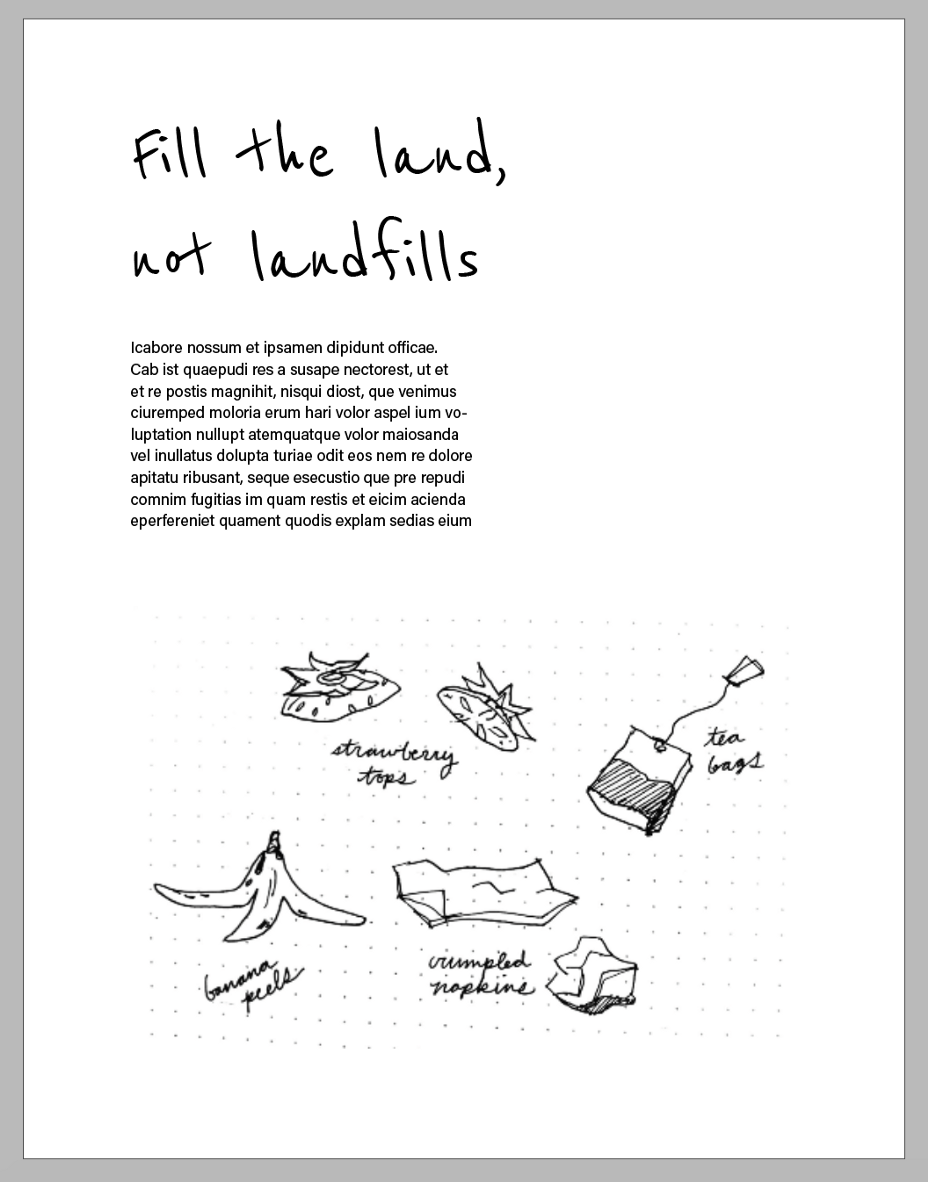 Fill the land,
not landfills
Icabore nossum et ipsamen dipidunt officae.
Cab ist quaepudi res a susape nectorest, ut et
et re postis magnihit, nisqui diost, que venimus
ciuremped moloria erum hari volor aspel ium vo-
luptation nullupt atemquatque volor maiosanda
vel inullatus dolupta turiae odit eos nem re dolore
apitatu ribusant, seque esecustio que pre repudi
comnim fugitias im quam restis et eicim acienda
eperfereniet quament quodis explam sedias eium
strawberry
tops
tea
bags
banana
peels
crumpled
napkins